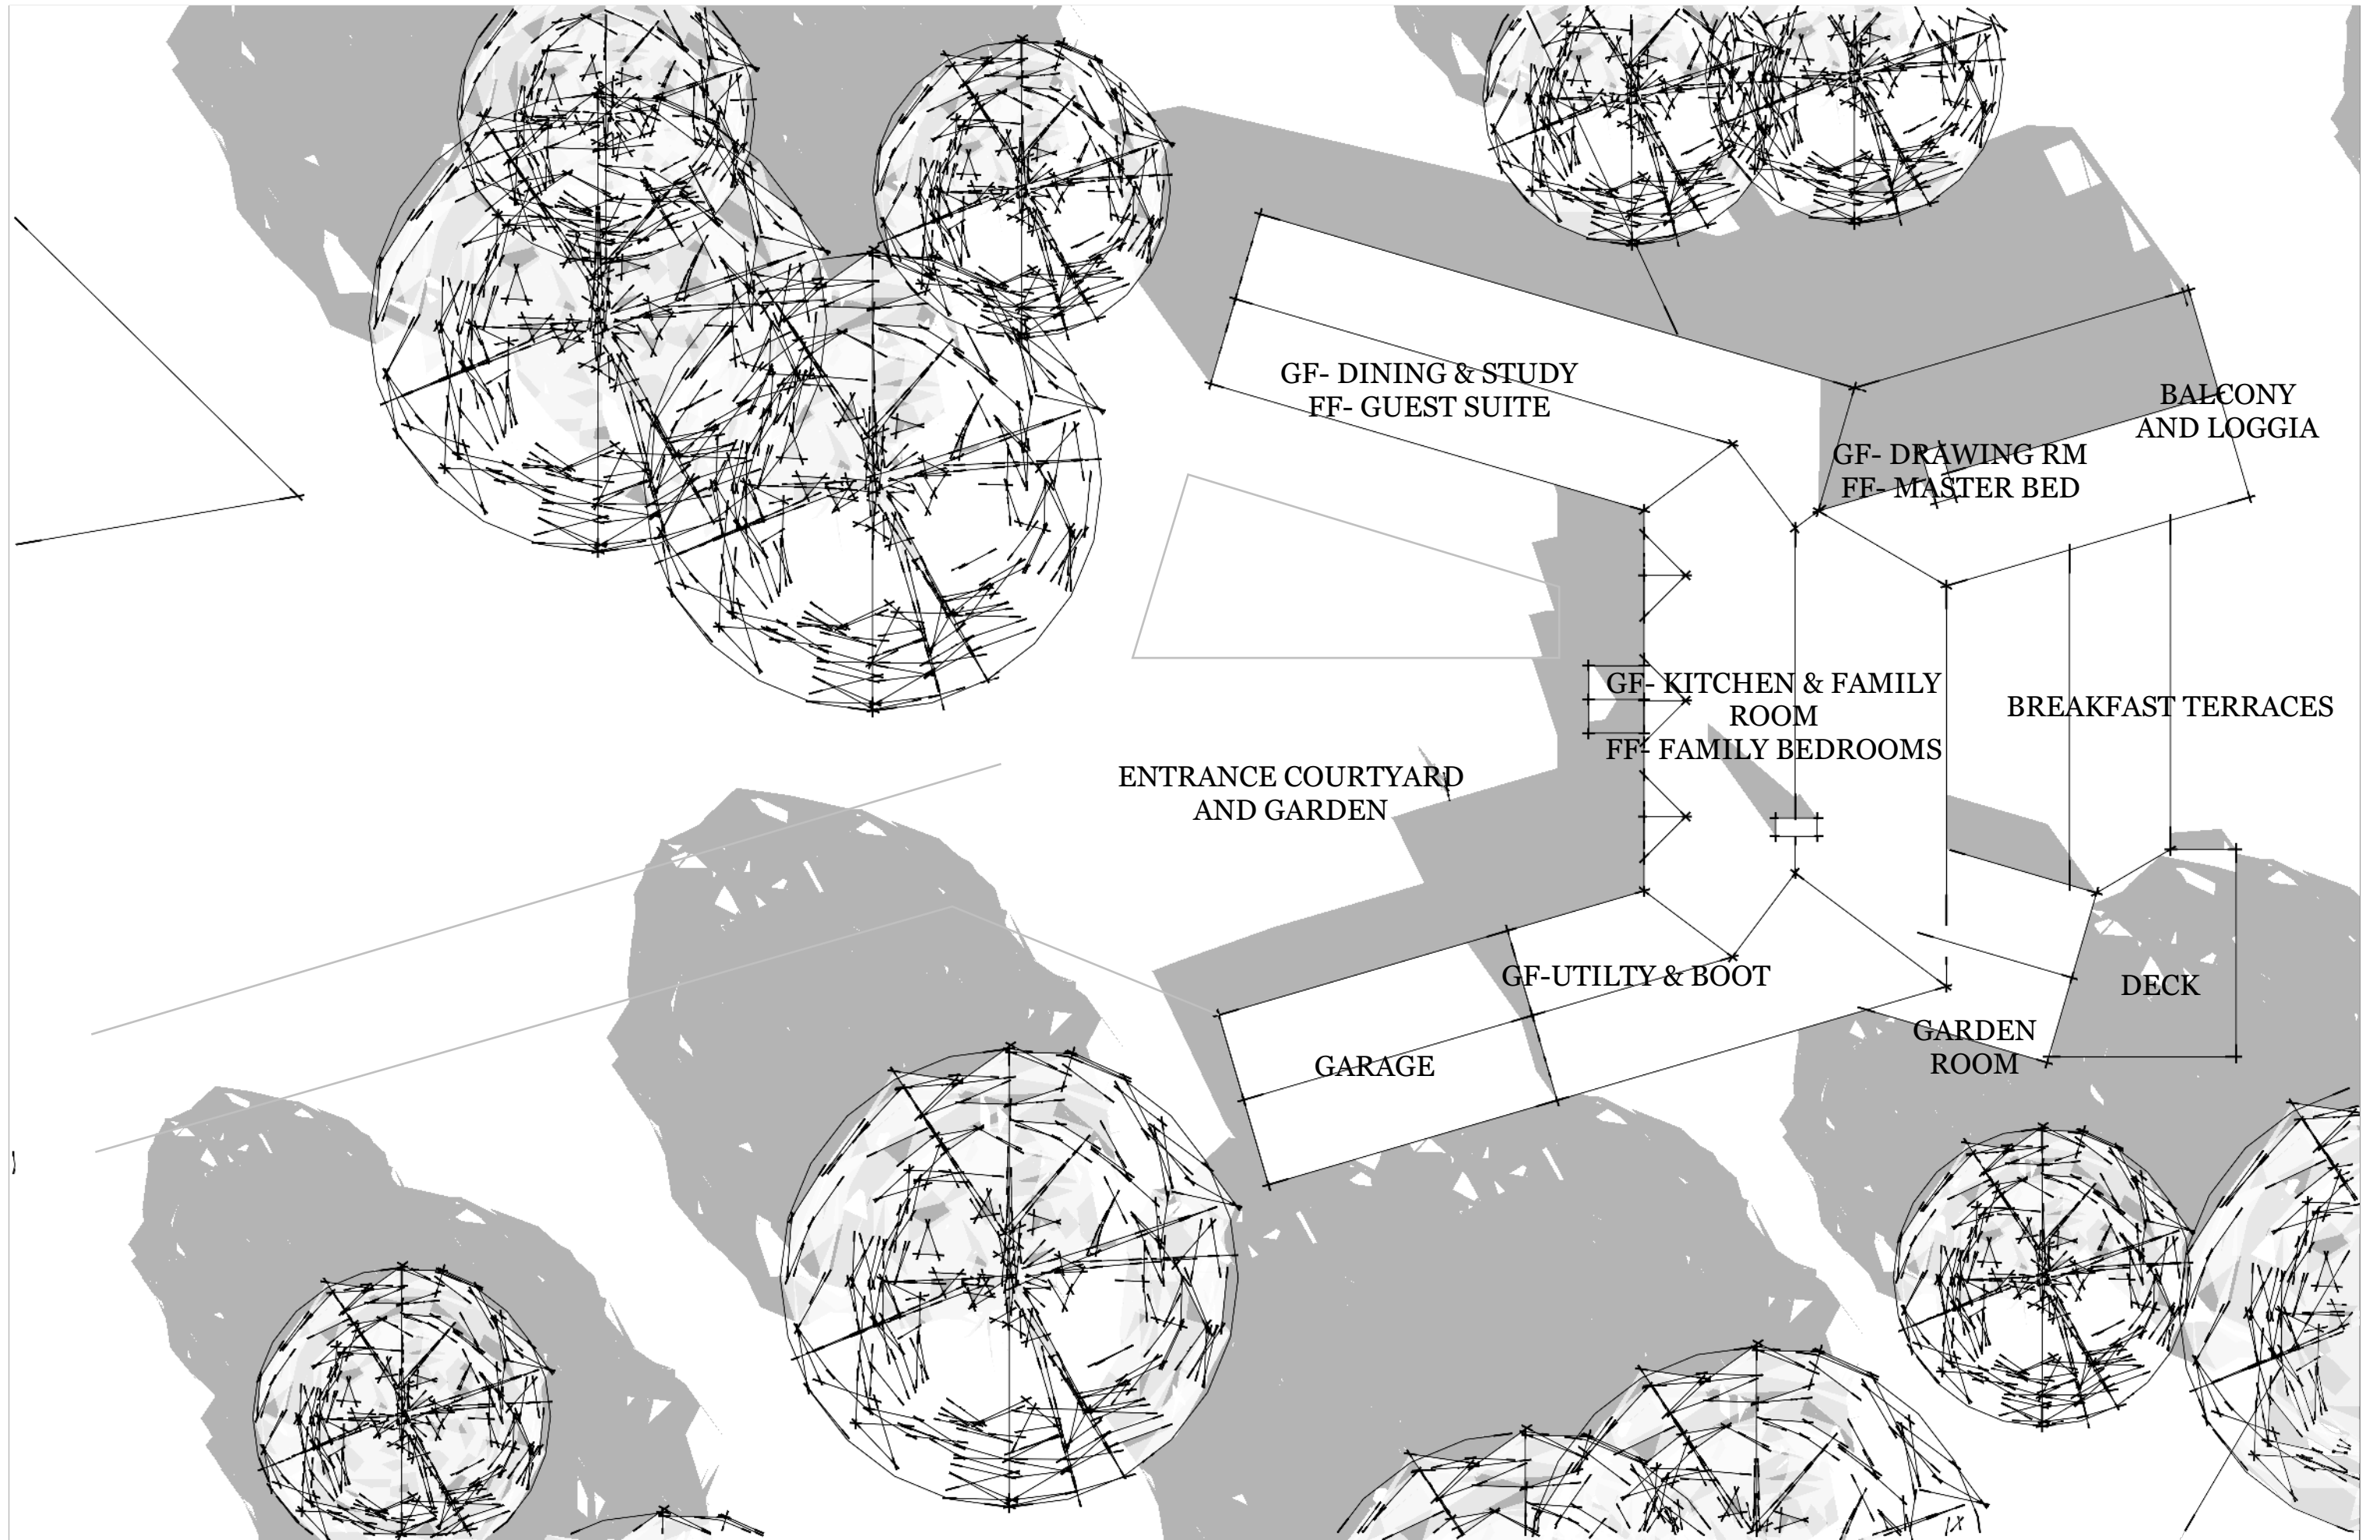 GF- DINING & STUDY
FF- GUEST SUITE
BALCONY
AND LOGGIA
GF- DRAWING RM
FF- MASTER BED
GF- KITCHEN & FAMILY
ROOM
FF- FAMILY BEDROOMS
BREAKFAST TERRACES
ENTRANCE COURTYARD
AND GARDEN
GF-UTILTY & BOOT
DECK
GARDEN
ROOM
GARAGE